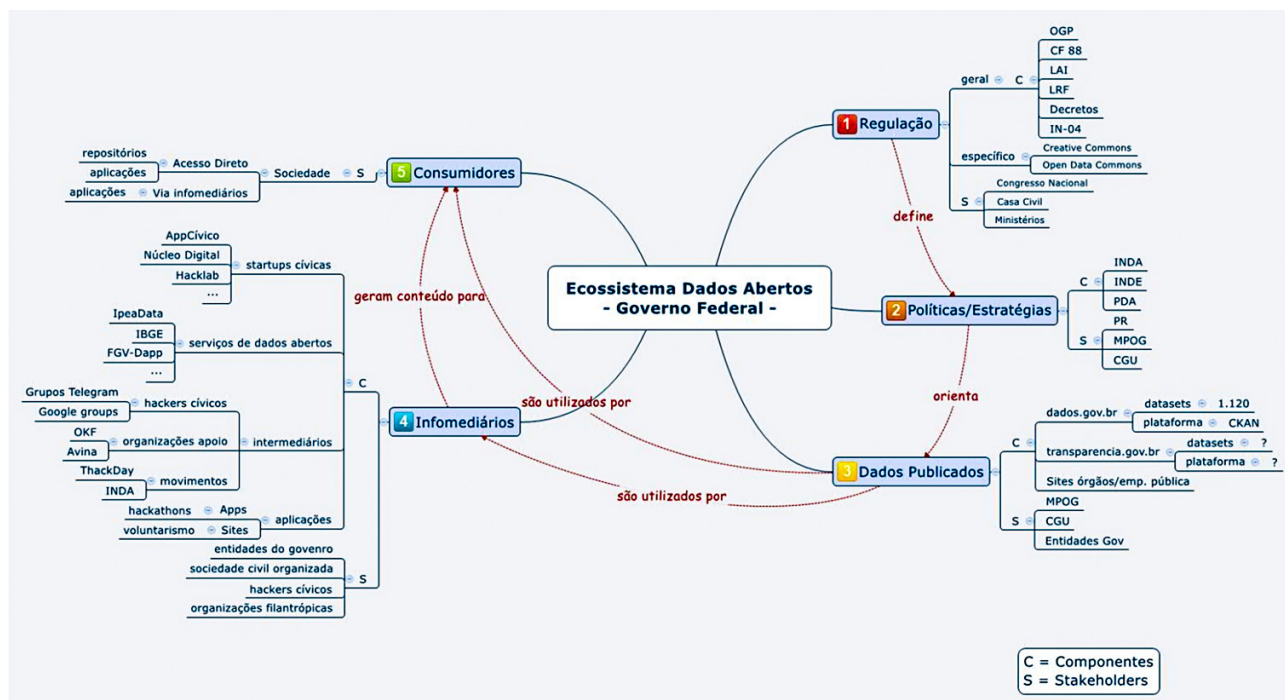 Ecossistema Dados Abertos
- Governo Federal -
1 Regulação
geral
C
OGP
CF 88
LAI
LRF
Decretos
IN-04
específico
Creative Commons
Open Data Commons
S
Congresso Nacional
Casa Civil
Ministérios
define
2 Políticas/Estratégias
C
INDA
INDE
PDA
S
PR
MPOG
CGU
orienta
3 Dados Publicados
C
dados.gov.br
datasets
1.120
plataforma
CKAN
transparencia.gov.br
datasets
?
plataforma
?
Sites órgãos/emp. pública
S
MPOG
CGU
Entidades Gov
são utilizados por
são utilizados por
4 Infomediários
C
startups cívicas
AppCívico
Núcleo Digital
Hacklab
...
serviços de dados abertos
IpeaData
IBGE
FGV-Dapp
...
intermediários
hackers cívicos
Grupos Telegram
Google groups
organizações apoio
OKF
Avina
movimentos
ThackDay
INDA
aplicações
Apps
hackathons
Sites
voluntarismo
S
entidades do govenro
sociedade civil organizada
hackers cívicos
organizações filantrópicas
geram conteúdo para
5 Consumidores
S
Sociedade
Acesso Direto
repositórios
aplicações
Via infomediários
aplicações
C = Componentes
S = Stakeholders